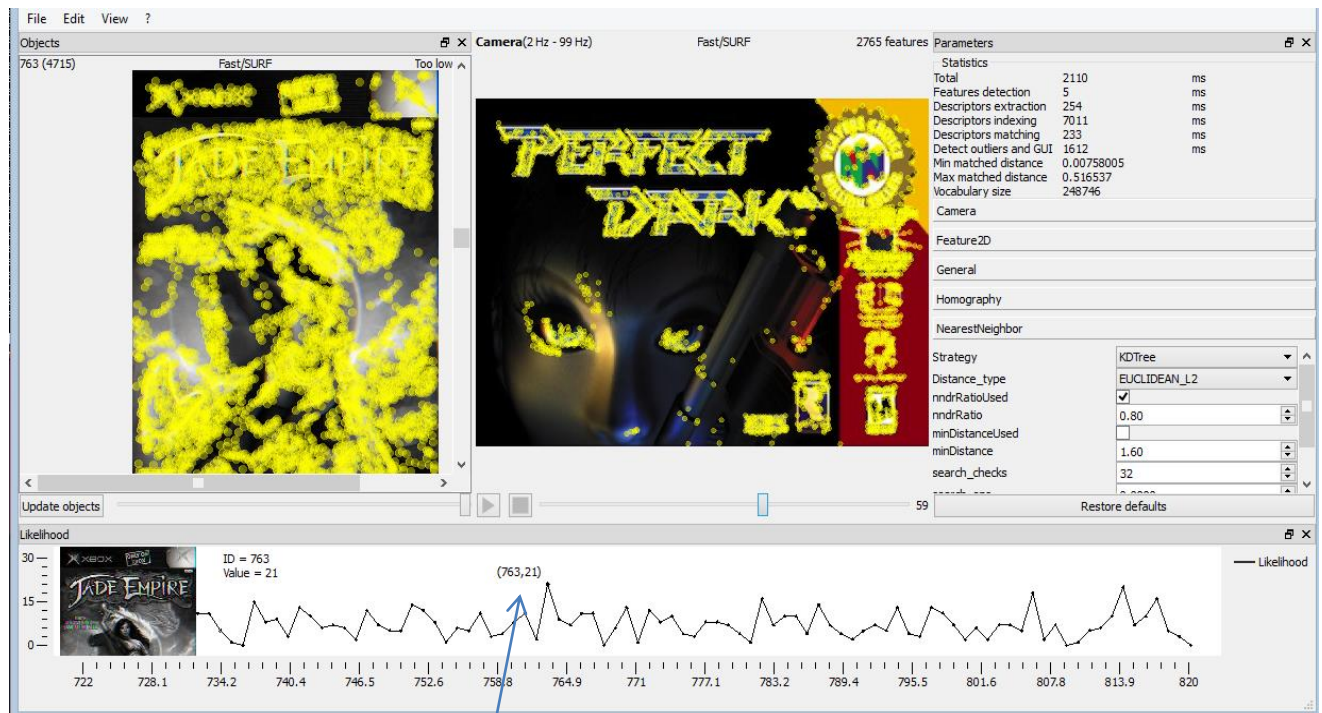 File Edit View ?
Objects
763 (4715) Fast/SURF Too low
XBOX
JADE EMPIRE
Update objects
Camera(2 Hz - 99 Hz) Fast/SURF 2765 features
PERFECT
DARK
59
Parameters
Statistics
Total 2110 ms
Features detection 5 ms
Descriptors extraction 254 ms
Descriptors indexing 7011 ms
Descriptors matching 233 ms
Detect outliers and GUI 1612 ms
Min matched distance 0.00758005
Max matched distance 0.516537
Vocabulary size 248746
Camera
Feature2D
General
Homography
NearestNeighbor
Strategy KDTree
Distance_type EUCLIDEAN_L2
nndrRatioUsed
nndrRatio 0.80
minDistanceUsed
minDistance 1.60
search_checks 32
Restore defaults
Likelihood
30
15
0
XBOX
JADE EMPIRE
ID = 763
Value = 21
(763,21)
Likelihood
722 728.1 734.2 740.4 746.5 752.6 758.8 764.9 771 777.1 783.2 789.4 795.5 801.6 807.8 813.9 820